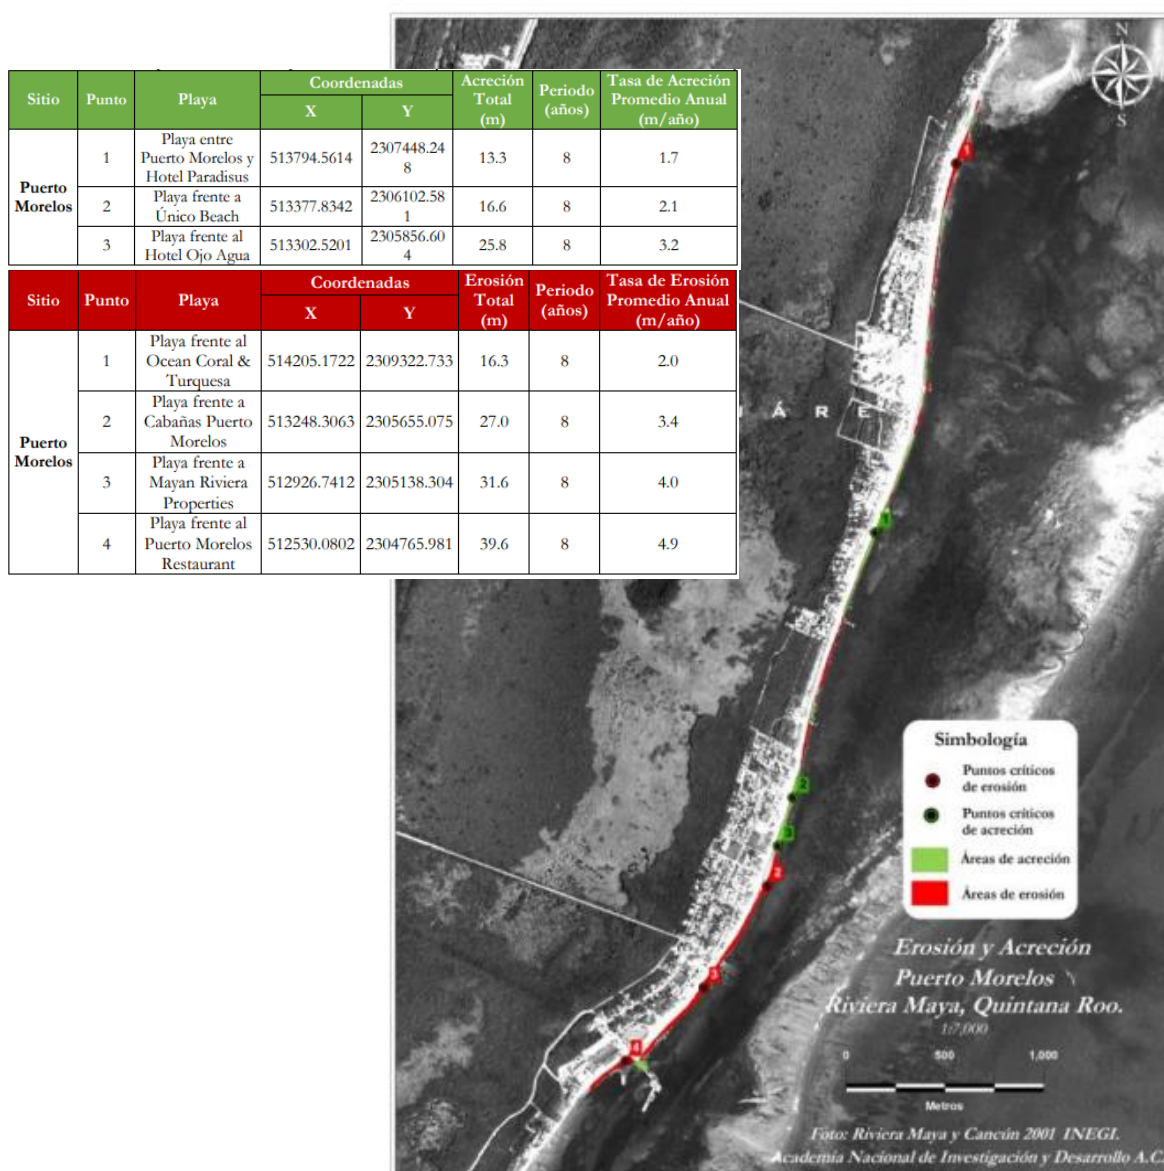 Sitio Punto Playa Coordenadas Acreción Total (m) Periodo (años) Tasa de Acreción Promedio Anual (m/año)
X Y
Puerto Morelos
1 Playa entre Puerto Morelos y Hotel Paradisus 513794.5614 2307448.248 13.3 8 1.7
2 Playa frente a Único Beach 513377.8342 2306102.581 16.6 8 2.1
3 Playa frente al Hotel Ojo Agua 513302.5201 2305856.604 25.8 8 3.2
Sitio Punto Playa Coordenadas Erosión Total (m) Periodo (años) Tasa de Erosión Promedio Anual (m/año)
X Y
Puerto Morelos
1 Playa frente al Ocean Coral & Turquesa 514205.1722 2309322.733 16.3 8 2.0
2 Playa frente a Cabañas Puerto Morelos 513248.3063 2305655.075 27.0 8 3.4
3 Playa frente a Mayan Riviera Properties 512926.7412 2305138.304 31.6 8 4.0
4 Playa frente al Puerto Morelos Restaurant 512530.0802 2304765.981 39.6 8 4.9
N
S
1
Á R E
1
2
3
2
3
4
Simbología
Puntos críticos
de erosión
Puntos críticos
de acreción
Áreas de acreción
Áreas de erosión
Erosión y Acreción
Puerto Morelos
Riviera Maya, Quintana Roo.
1:7,000
0 500 1,000
Metros
Foto: Riviera Maya y Cancún 2001 INEGI.
Academia Nacional de Investigación y Desarrollo A.C.